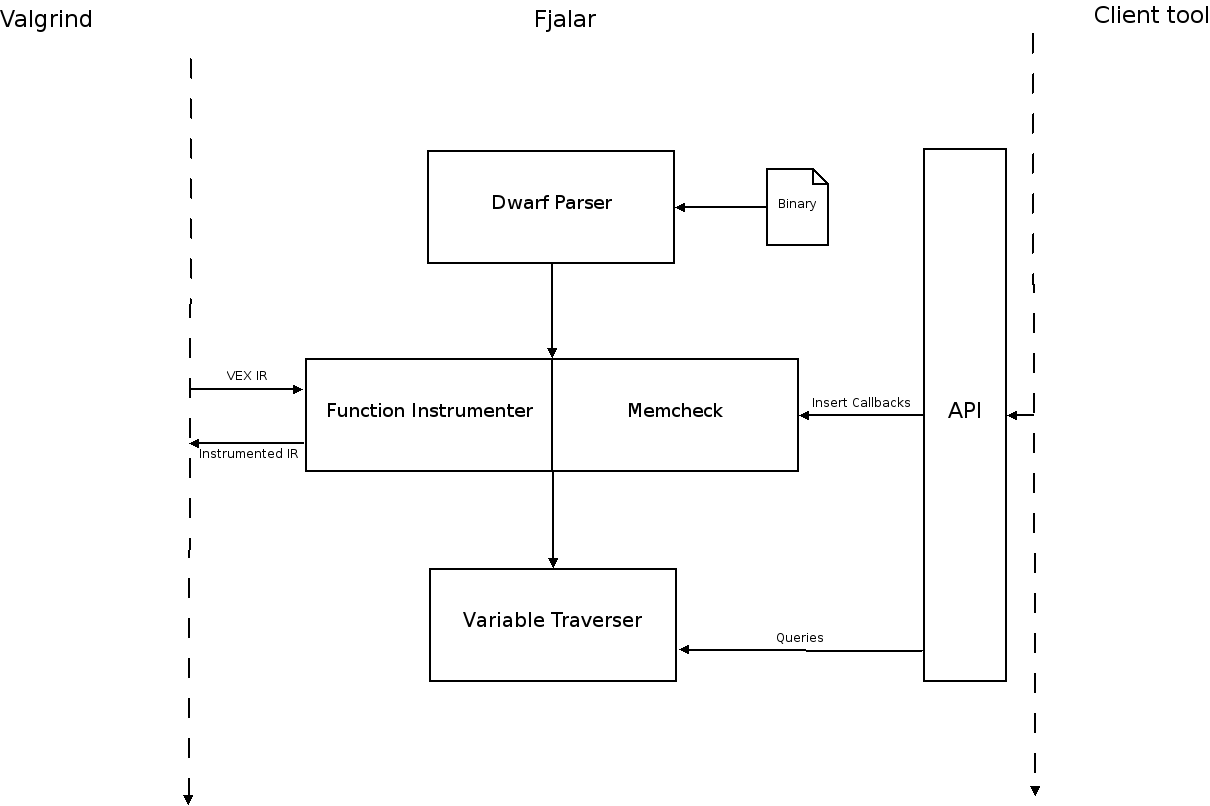 Valgrind
Fjalar
Client tool
Dwarf Parser
Binary
VEX IR
Function Instrumenter
Memcheck
Insert Callbacks
API
Instrumented IR
Variable Traverser
Queries